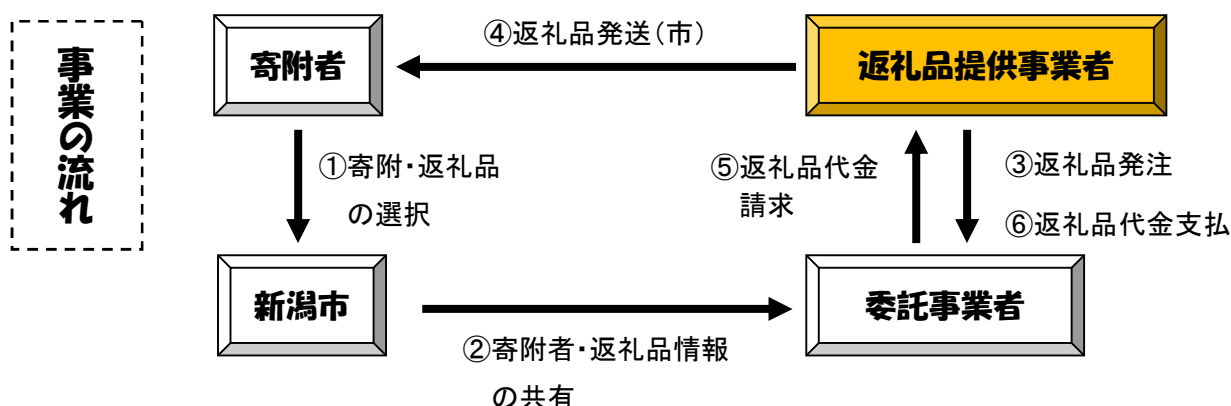 事業の流れ
④返礼品発送(市)
寄附者
返礼品提供事業者
①寄附・返礼品
の選択
⑤返礼品代金
請求
③返礼品発注
⑥返礼品代金支払
新潟市
委託事業者
②寄附者・返礼品情報
の共有